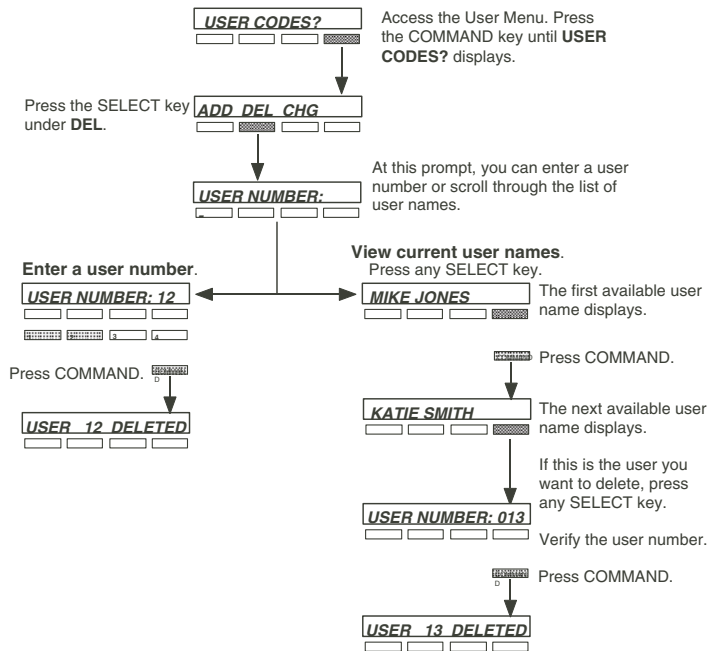 USER CODES?
Access the User Menu. Press
the COMMAND key until USER
CODES? displays.
Press the SELECT key
under DEL.
ADD DEL CHG
At this prompt, you can enter a user
number or scroll through the list of
user names.
USER NUMBER:
–
Enter a user number.
USER NUMBER: 12
3
4
Press COMMAND.
D
USER 12 DELETED
View current user names.
Press any SELECT key.
MIKE JONES
The first available user
name displays.
D
Press COMMAND.
KATIE SMITH
The next available user
name displays.
If this is the user you
want to delete, press
any SELECT key.
USER NUMBER: 013
Verify the user number.
Press COMMAND.
D
USER 13 DELETED